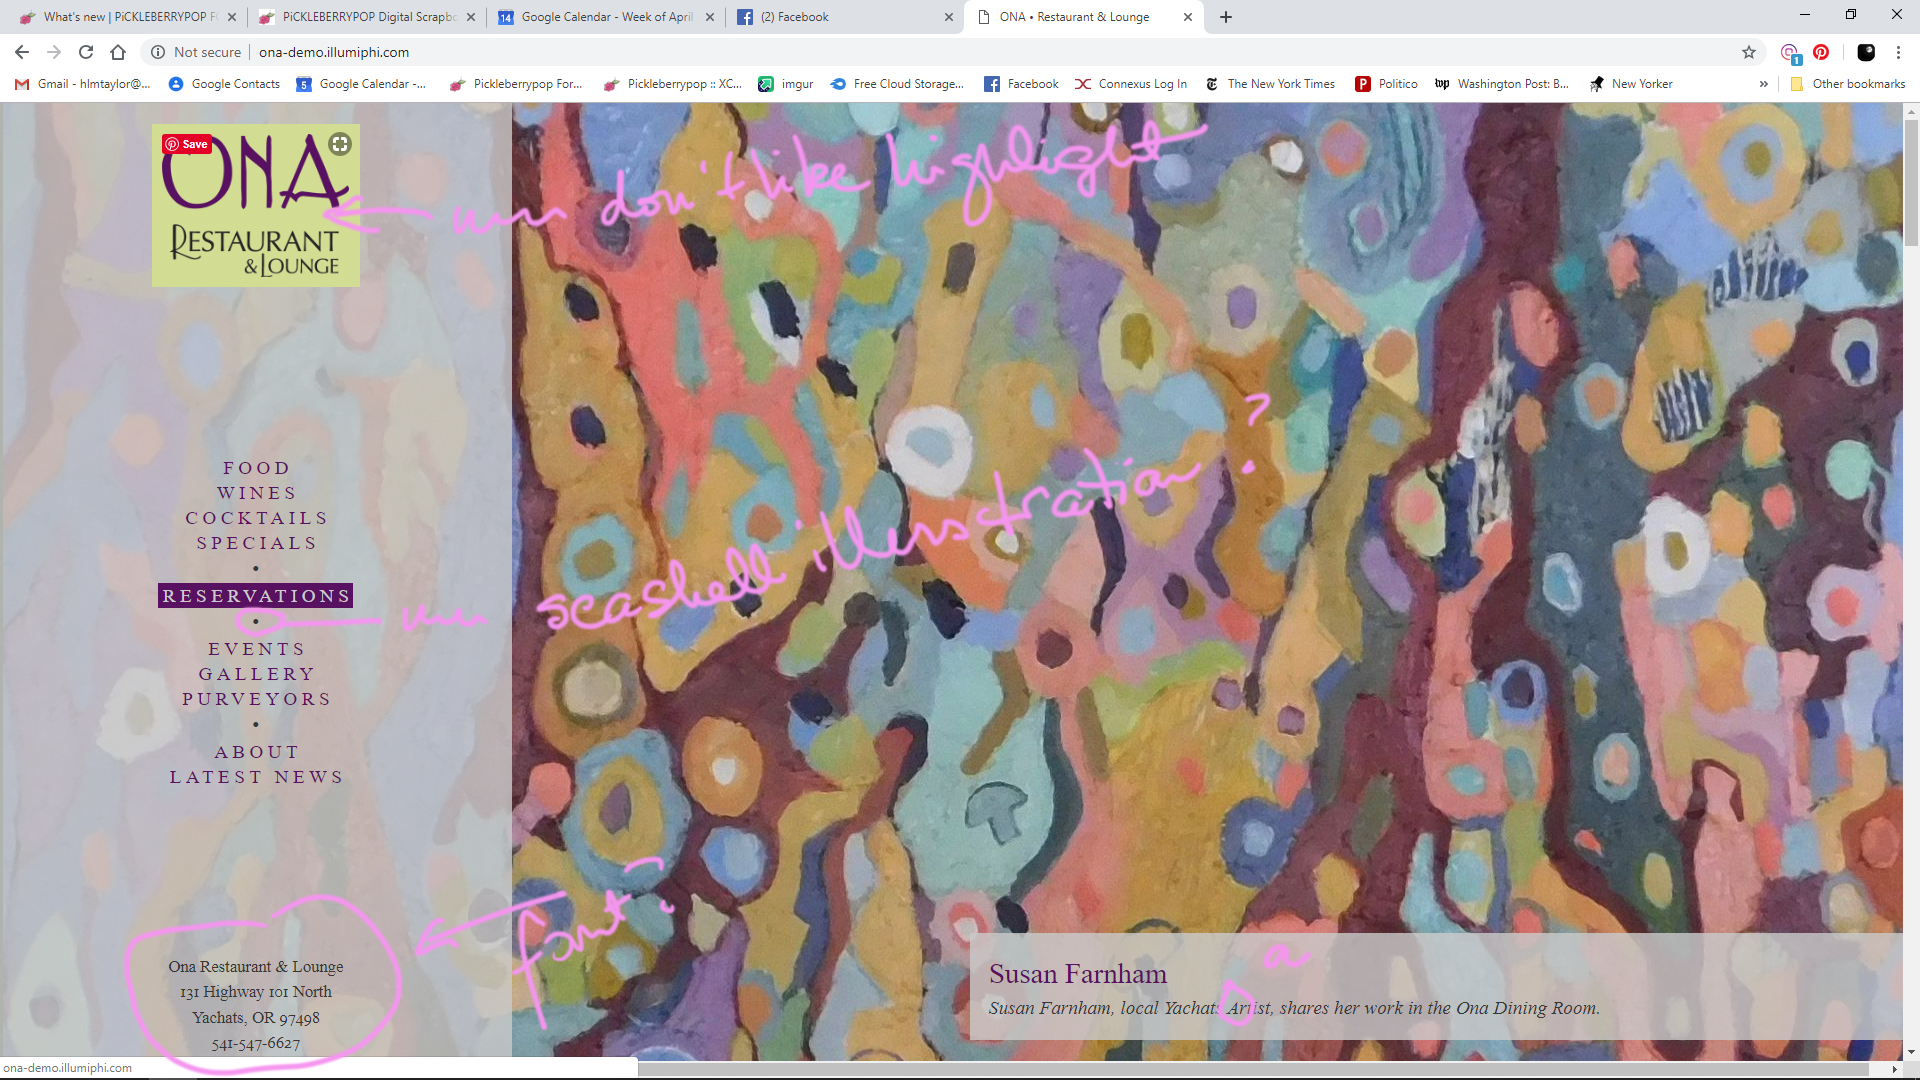 What's new | PiCKLEBERRYPOP F
PiCKLEBERRYPOP Digital Scrapbo
14 Google Calendar - Week of April
(2) Facebook
ONA • Restaurant & Lounge
Not secure ona-demo.illumiphi.com
1
Gmail - hlmtaylor@...
Google Contacts
5 Google Calendar -...
Pickleberrypop For...
Pickleberrypop :: XC...
imgur
Free Cloud Storage...
Facebook
Connexus Log In
The New York Times
Politico
wp Washington Post: B...
New Yorker
» Other bookmarks
Save
ONA
RESTAURANT
& LOUNGE
don't like highlight
FOOD
WINES
COCKTAILS
SPECIALS
•
RESERVATIONS
•
seashell illustration?
EVENTS
GALLERY
PURVEYORS
•
ABOUT
LATEST NEWS
font?
Ona Restaurant & Lounge
131 Highway 101 North
Yachats, OR 97498
541-547-6627
a
Susan Farnham
Susan Farnham, local Yachats Artist, shares her work in the Ona Dining Room.
ona-demo.illumiphi.com